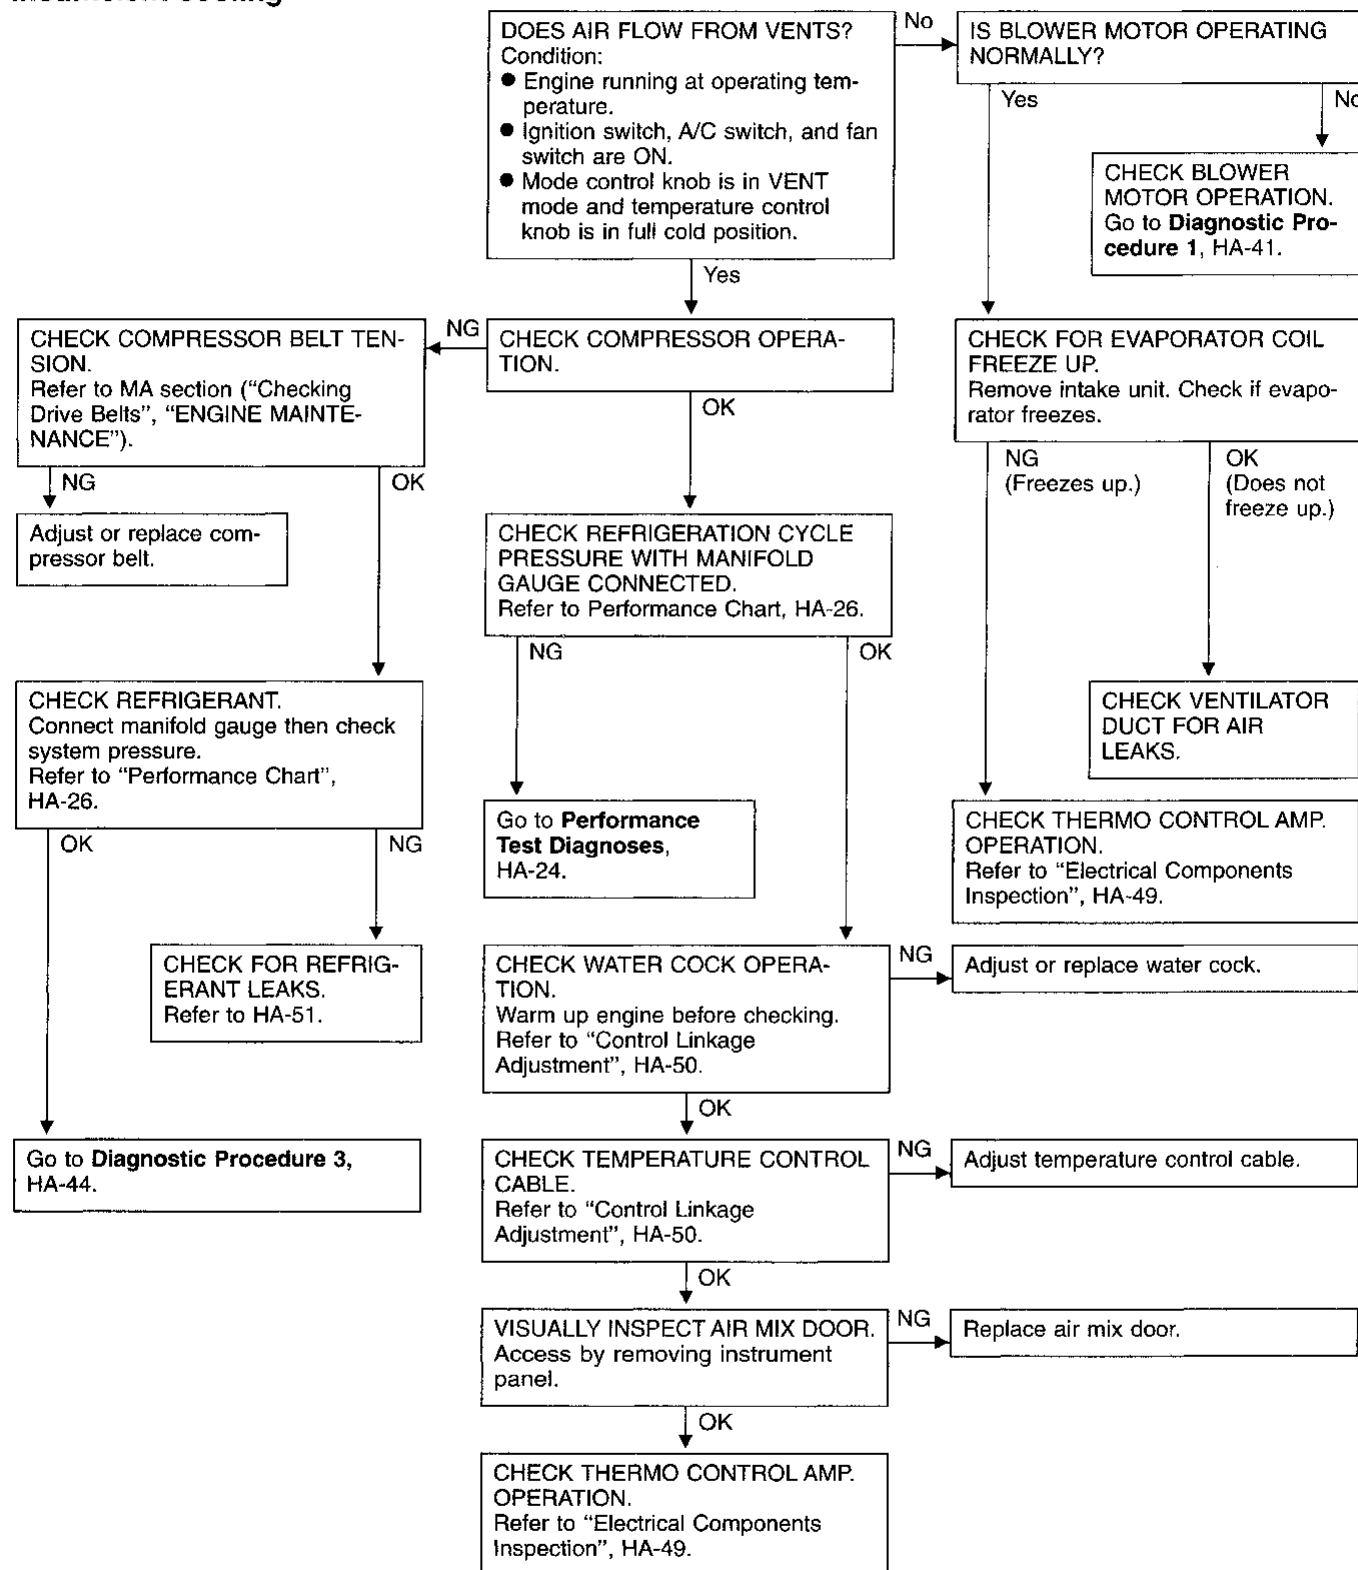 DOES AIR FLOW FROM VENTS?
Condition:
● Engine running at operating tem-
perature.
● Ignition switch, A/C switch, and fan
switch are ON.
● Mode control knob is in VENT
mode and temperature control
knob is in full cold position.
No
IS BLOWER MOTOR OPERATING
NORMALLY?
Yes
No
CHECK BLOWER
MOTOR OPERATION.
Go to Diagnostic Pro-
cedure 1, HA-41.
Yes
CHECK COMPRESSOR BELT TEN-
SION.
Refer to MA section (“Checking
Drive Belts”, “ENGINE MAINTE-
NANCE”).
NG
CHECK COMPRESSOR OPERA-
TION.
CHECK FOR EVAPORATOR COIL
FREEZE UP.
Remove intake unit. Check if evapo-
rator freezes.
OK
NG
(Freezes up.)
OK
(Does not
freeze up.)
NG
OK
Adjust or replace com-
pressor belt.
CHECK REFRIGERATION CYCLE
PRESSURE WITH MANIFOLD
GAUGE CONNECTED.
Refer to Performance Chart, HA-26.
NG
OK
CHECK REFRIGERANT.
Connect manifold gauge then check
system pressure.
Refer to “Performance Chart”,
HA-26.
CHECK VENTILATOR
DUCT FOR AIR
LEAKS.
OK
NG
Go to Performance
Test Diagnoses,
HA-24.
CHECK THERMO CONTROL AMP.
OPERATION.
Refer to “Electrical Components
Inspection”, HA-49.
CHECK FOR REFRIG-
ERANT LEAKS.
Refer to HA-51.
CHECK WATER COCK OPERA-
TION.
Warm up engine before checking.
Refer to “Control Linkage
Adjustment”, HA-50.
NG
Adjust or replace water cock.
OK
Go to Diagnostic Procedure 3,
HA-44.
CHECK TEMPERATURE CONTROL
CABLE.
Refer to “Control Linkage
Adjustment”, HA-50.
NG
Adjust temperature control cable.
OK
VISUALLY INSPECT AIR MIX DOOR.
Access by removing instrument
panel.
NG
Replace air mix door.
OK
CHECK THERMO CONTROL AMP.
OPERATION.
Refer to “Electrical Components
Inspection”, HA-49.